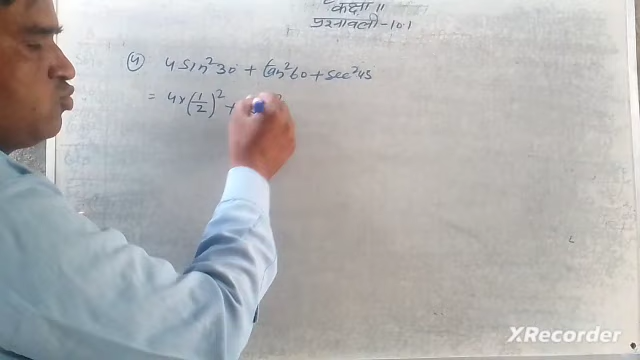 कक्षा 11
प्रश्नावली-10.1
(4) 4 sin²30 + tan²60 + sec²45
= 4×(1/2)² +
XRecorder